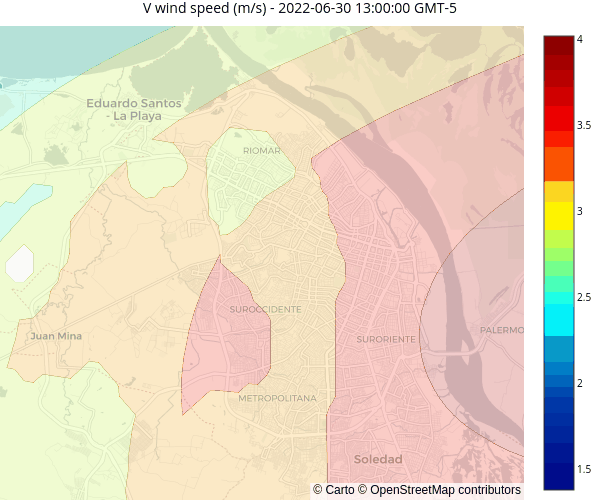 V wind speed (m/s) - 2022-06-30 13:00:00 GMT-5
Eduardo Santos
- La Playa
RIOMAR
SUROCCIDENTE
Juan Mina
SURORIENTE
PALERMO
METROPOLITANA
Soledad
4
3.5
3
2.5
2
1.5
© Carto © OpenStreetMap contributors